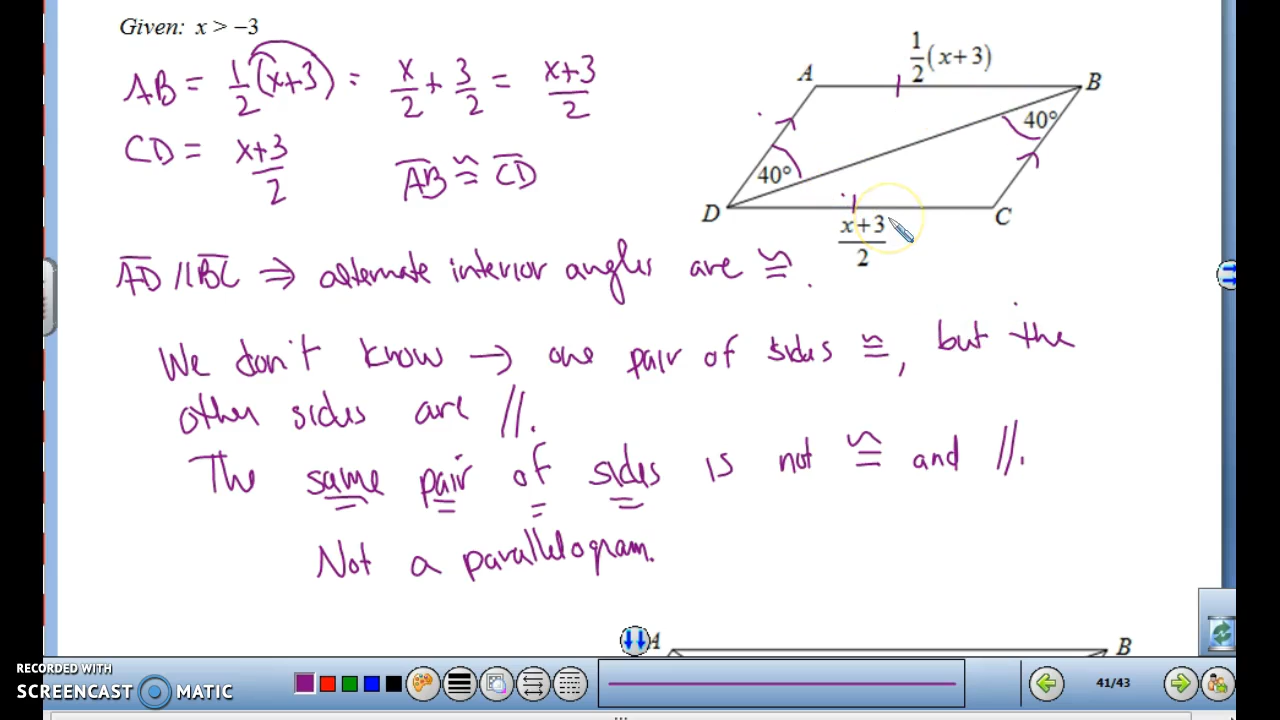 Given: x > −3
AB = 1/2 (x+3) = x/2 + 3/2 = x+3/2
CD = x+3/2 AB ≅ CD
A 1/2(x+3) B
40°
40°
D C
x+3/2
AD // BC ⇒ alternate interior angles are ≅.
We don't know → one pair of sides ≅, but the
other sides are //.
The same pair of sides is not ≅ and //.
Not a parallelogram.
A B
RECORDED WITH
SCREENCAST MATIC
41/43